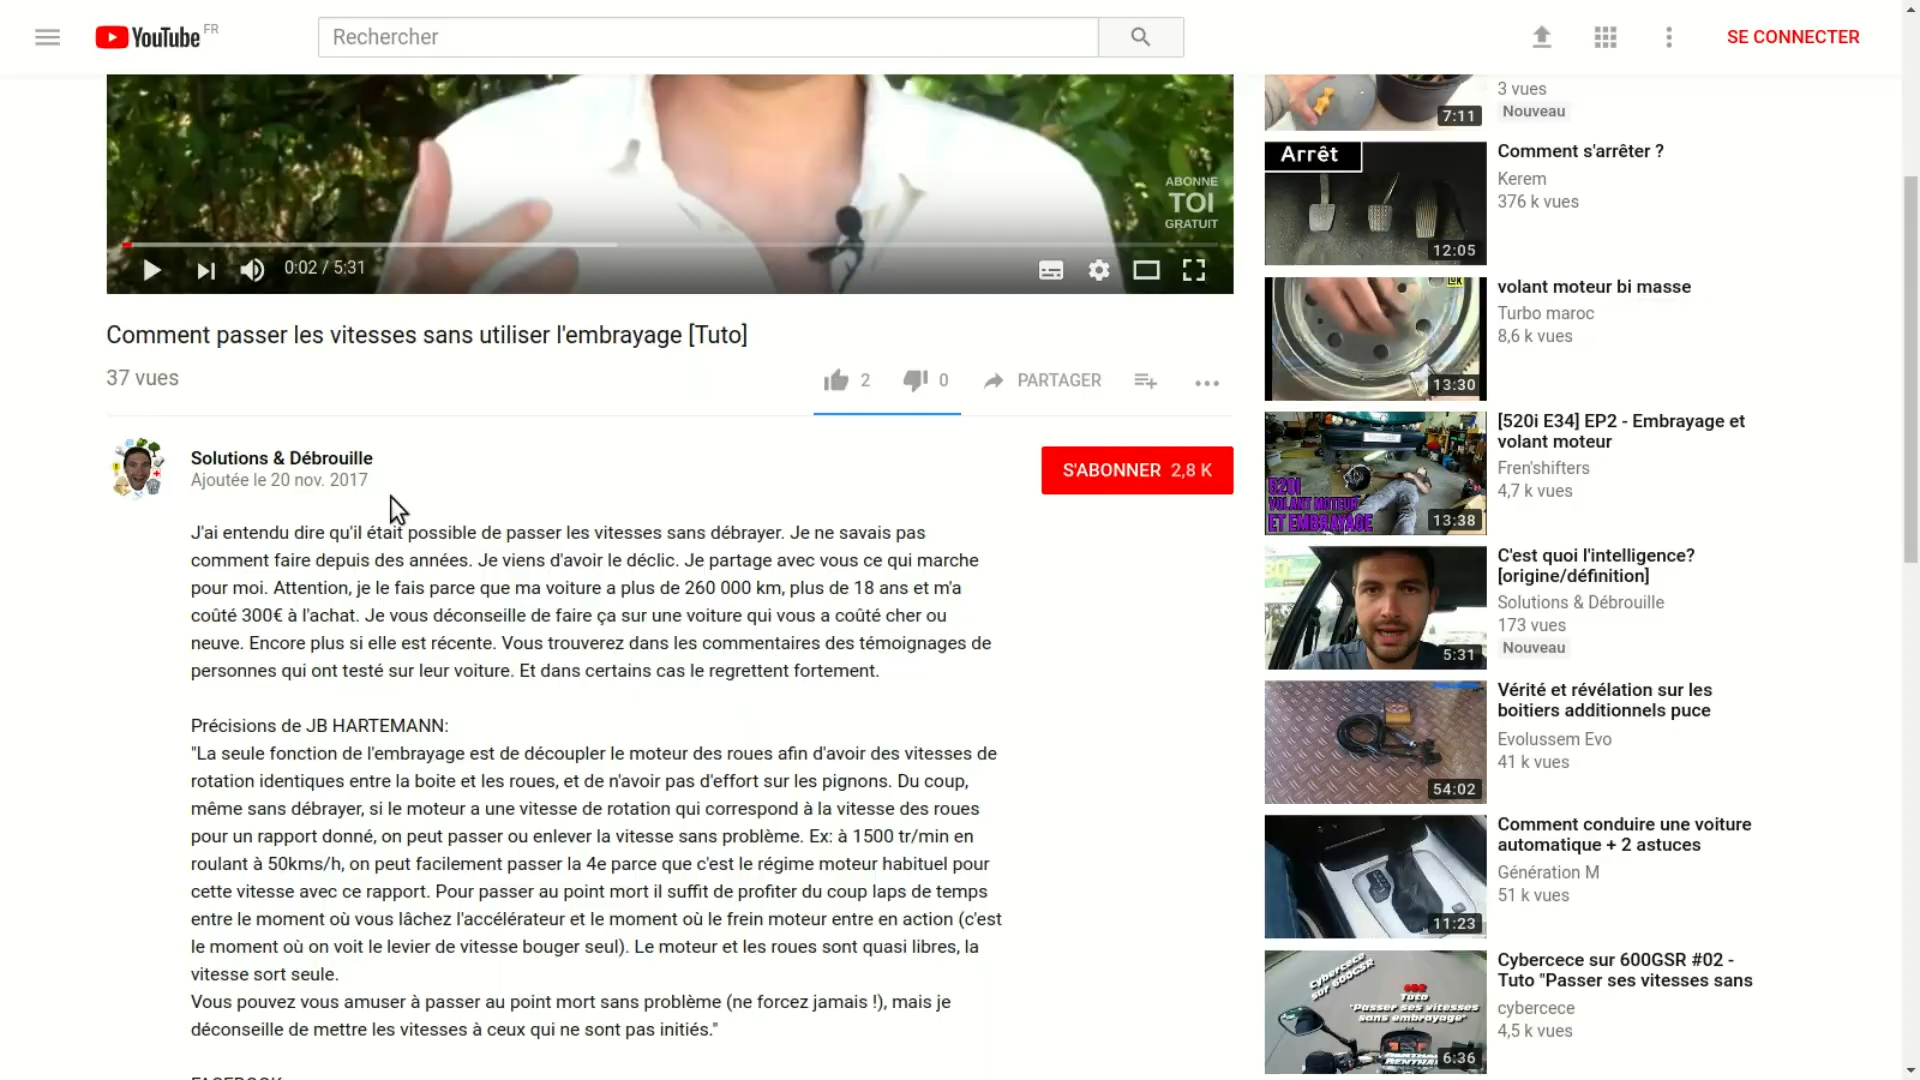 YouTube FR
Rechercher
SE CONNECTER
ABONNE
TOI
GRATUIT
0:02 / 5:31
Comment passer les vitesses sans utiliser l'embrayage [Tuto]
37 vues
2
0
PARTAGER
Solutions & Débrouille
Ajoutée le 20 nov. 2017
S'ABONNER 2,8 K
J'ai entendu dire qu'il était possible de passer les vitesses sans débrayer. Je ne savais pas
comment faire depuis des années. Je viens d'avoir le déclic. Je partage avec vous ce qui marche
pour moi. Attention, je le fais parce que ma voiture a plus de 260 000 km, plus de 18 ans et m'a
coûté 300€ à l'achat. Je vous déconseille de faire ça sur une voiture qui vous a coûté cher ou
neuve. Encore plus si elle est récente. Vous trouverez dans les commentaires des témoignages de
personnes qui ont testé sur leur voiture. Et dans certains cas le regrettent fortement.
Précisions de JB HARTEMANN:
"La seule fonction de l'embrayage est de découpler le moteur des roues afin d'avoir des vitesses de
rotation identiques entre la boite et les roues, et de n'avoir pas d'effort sur les pignons. Du coup,
même sans débrayer, si le moteur a une vitesse de rotation qui correspond à la vitesse des roues
pour un rapport donné, on peut passer ou enlever la vitesse sans problème. Ex: à 1500 tr/min en
roulant à 50kms/h, on peut facilement passer la 4e parce que c'est le régime moteur habituel pour
cette vitesse avec ce rapport. Pour passer au point mort il suffit de profiter du coup laps de temps
entre le moment où vous lâchez l'accélérateur et le moment où le frein moteur entre en action (c'est
le moment où on voit le levier de vitesse bouger seul). Le moteur et les roues sont quasi libres, la
vitesse sort seule.
Vous pouvez vous amuser à passer au point mort sans problème (ne forcez jamais !), mais je
déconseille de mettre les vitesses à ceux qui ne sont pas initiés."
3 vues
Nouveau
7:11
Arrêt
12:05
Comment s'arrêter ?
Kerem
376 k vues
13:30
volant moteur bi masse
Turbo maroc
8,6 k vues
520i
VOLANT MOTEUR
ET EMBRAYAGE
13:38
[520i E34] EP2 - Embrayage et
volant moteur
Fren'shifters
4,7 k vues
5:31
C'est quoi l'intelligence?
[origine/définition]
Solutions & Débrouille
173 vues
Nouveau
54:02
Vérité et révélation sur les
boitiers additionnels puce
Evolussem Evo
41 k vues
11:23
Comment conduire une voiture
automatique + 2 astuces
Génération M
51 k vues
Cybercece
sur 600GSR
#02
Tuto
"Passer ses vitesses
sans embrayage"
6:36
Cybercece sur 600GSR #02 -
Tuto "Passer ses vitesses sans
cybercece
4,5 k vues